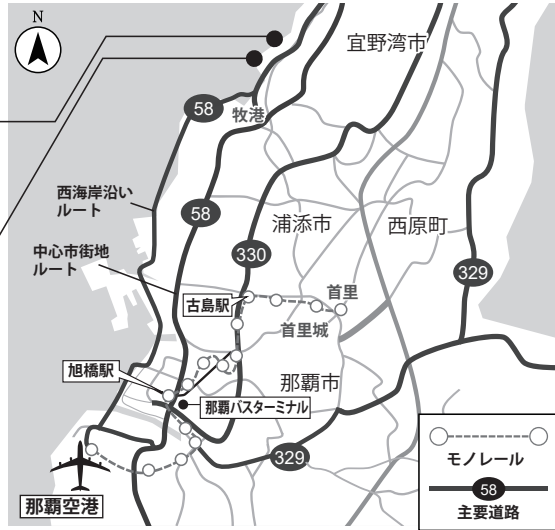 N
宜野湾市
58
牧港
西海岸沿い
ルート
58
浦添市
西原町
中心市街地
ルート
330
329
古島駅
首里
首里城
旭橋駅
那覇市
那覇バスターミナル
329
那覇空港
モノレール
58
主要道路